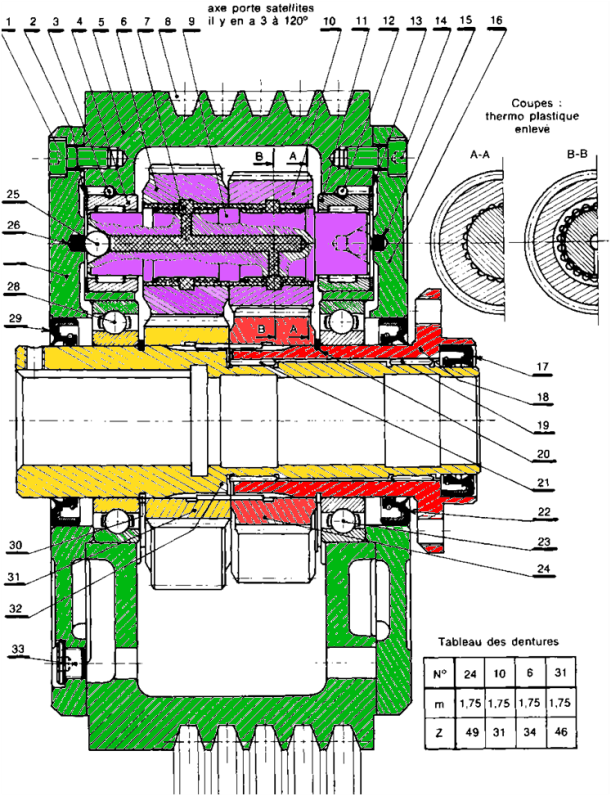 axe porte satellites
il y en a 3 à 120°
1 2 3 4 5 6 7 8 9 10 11 12 13 14 15 16
Coupes :
thermo plastique
enlevé
A-A B-B
B A
25
26
28
29
B A
17
18
19
20
21
22
23
24
30
31
32
33
Tableau des dentures
N° 24 10 6 31
m 1,75 1,75 1,75 1,75
Z 49 31 34 46